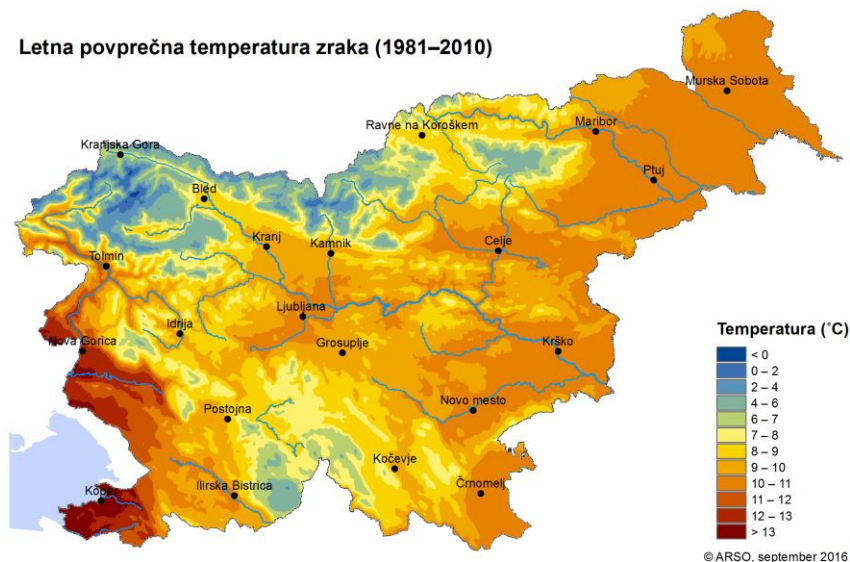 Letna povprečna temperatura zraka (1981–2010)
Murska Sobota
Ravne na Koroškem
Maribor
Kranjska Gora
Ptuj
Bled
Kranj
Kamnik
Celje
Tolmin
Ljubljana
Idrija
Nova Gorica
Grosuplje
Krško
Postojna
Novo mesto
Kočevje
Koper
Ilirska Bistrica
Črnomelj
Temperatura (˚C)
< 0
0 – 2
2 – 4
4 – 6
6 – 7
7 – 8
8 – 9
9 – 10
10 – 11
11 – 12
12 – 13
> 13
© ARSO, september 2016